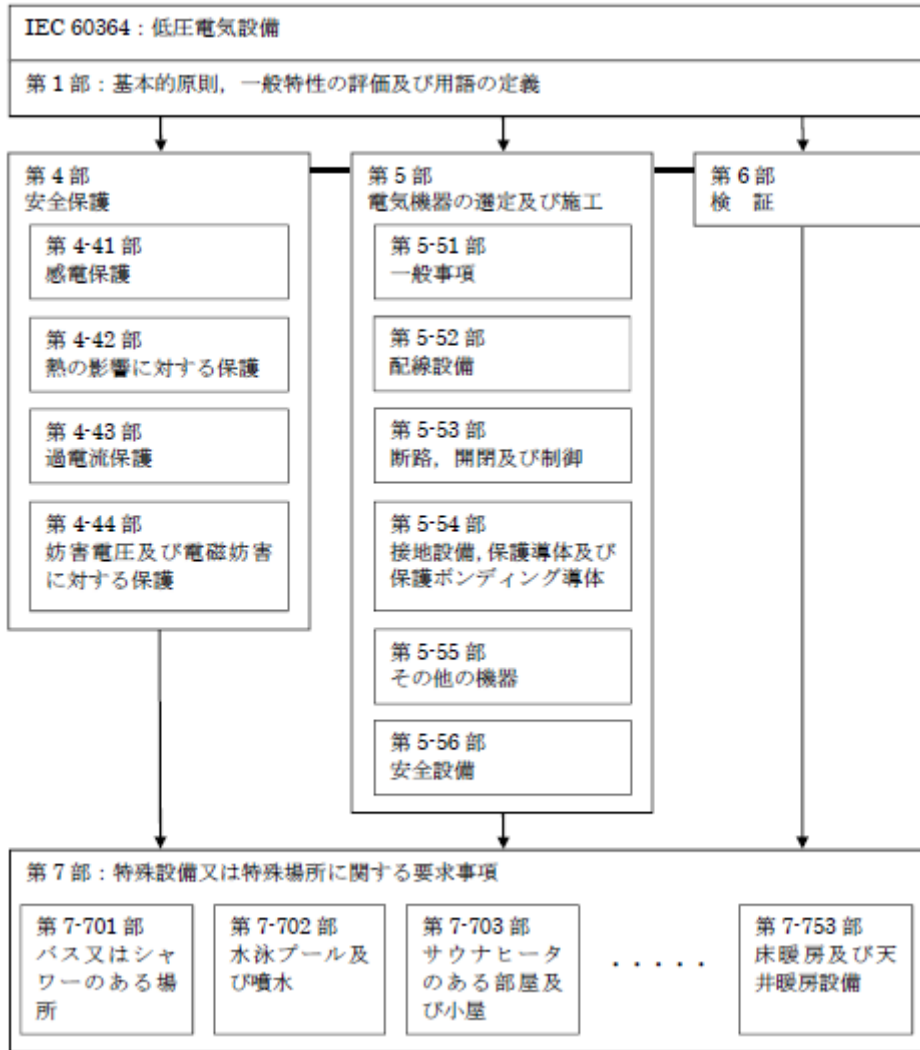 IEC 60364：低圧電気設備
第 1 部：基本的原則，一般特性の評価及び用語の定義
第 4 部
安全保護
第 4-41 部
感電保護
第 4-42 部
熱の影響に対する保護
第 4-43 部
過電流保護
第 4-44 部
妨害電圧及び電磁妨害
に対する保護
第 5 部
電気機器の選定及び施工
第 5-51 部
一般事項
第 5-52 部
配線設備
第 5-53 部
断路，開閉及び制御
第 5-54 部
接地設備，保護導体及び
保護ボンディング導体
第 5-55 部
その他の機器
第 5-56 部
安全設備
第 6 部
検　証
第 7 部：特殊設備又は特殊場所に関する要求事項
第 7-701 部
バス又はシャ
ワーのある場
所
第 7-702 部
水泳プール及
び噴水
第 7-703 部
サウナヒータ
のある部屋及
び小屋
・・・・・
第 7-753 部
床暖房及び天
井暖房設備